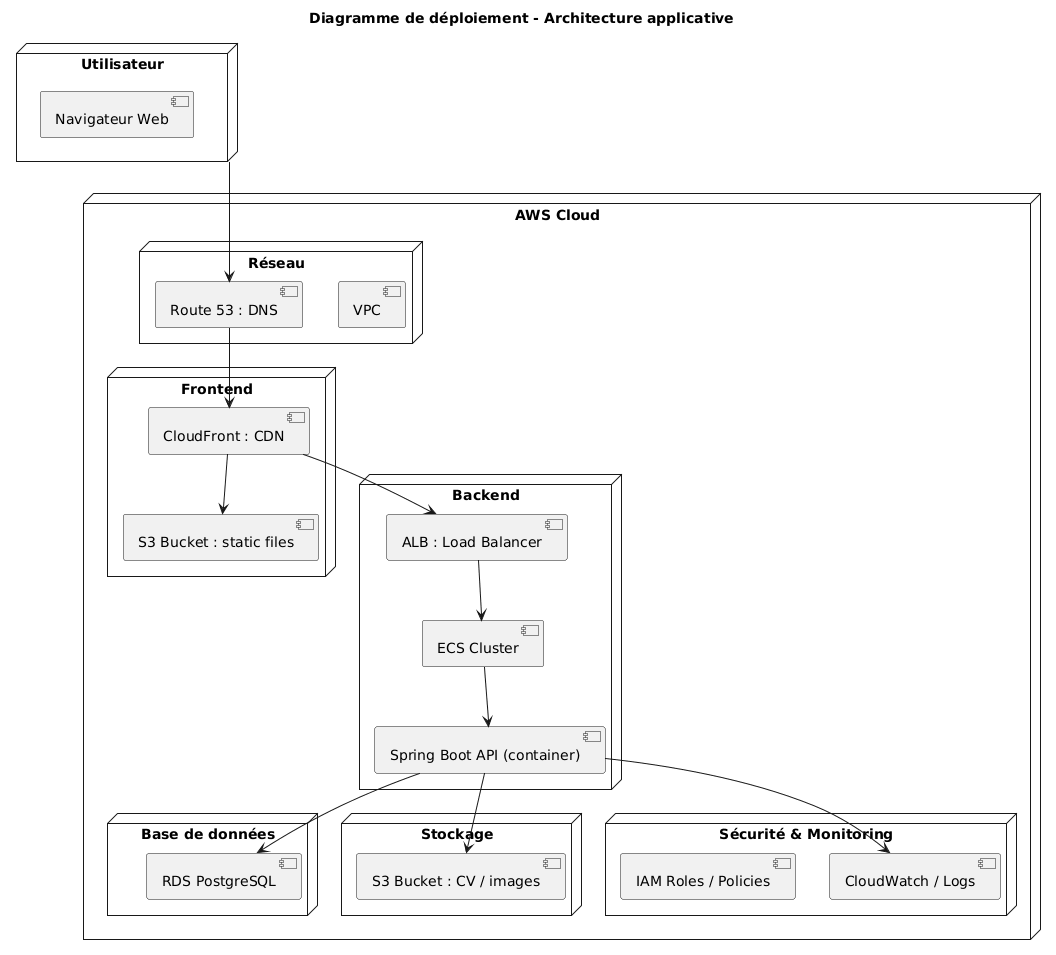 Diagramme de déploiement - Architecture applicative
Utilisateur
Navigateur Web
AWS Cloud
Réseau
Route 53 : DNS
VPC
Frontend
CloudFront : CDN
S3 Bucket : static files
Backend
ALB : Load Balancer
ECS Cluster
Spring Boot API (container)
Base de données
RDS PostgreSQL
Stockage
S3 Bucket : CV / images
Sécurité & Monitoring
IAM Roles / Policies
CloudWatch / Logs